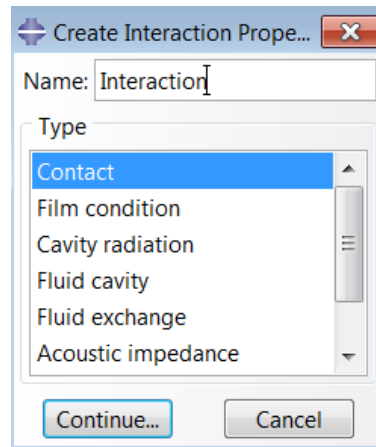 Create Interaction Prope...
Name: Interaction
Type
Contact
Film condition
Cavity radiation
Fluid cavity
Fluid exchange
Acoustic impedance
Continue... Cancel